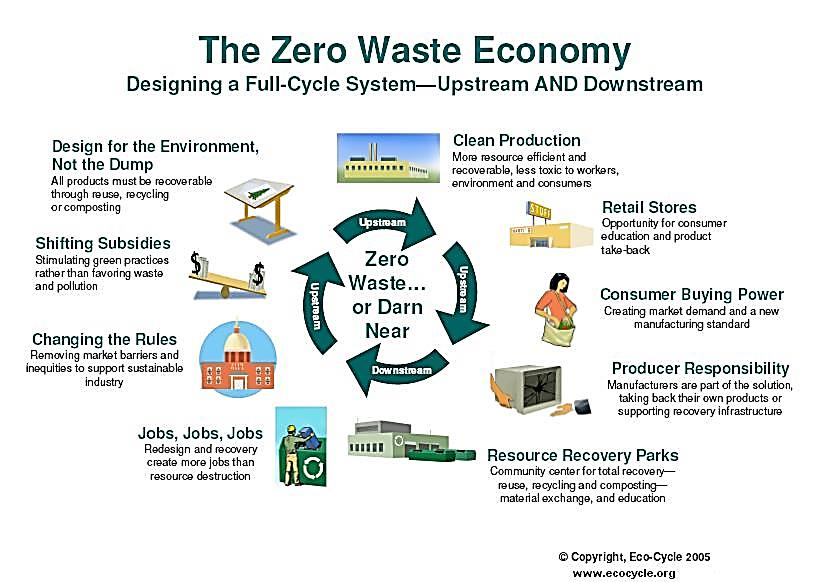 The Zero Waste Economy
Designing a Full-Cycle System—Upstream AND Downstream
Design for the Environment,
Not the Dump
All products must be recoverable
through reuse, recycling
or composting
Clean Production
More resource efficient and
recoverable, less toxic to workers,
environment and consumers
Retail Stores
Opportunity for consumer
education and product
take-back
STUFF
Shifting Subsidies
Stimulating green practices
rather than favoring waste
and pollution
$
$
Upstream
Upstream
Downstream
Upstream
Zero
Waste...
or Darn
Near
Consumer Buying Power
Creating market demand and a new
manufacturing standard
Changing the Rules
Removing market barriers and
inequities to support sustainable
industry
Producer Responsibility
Manufacturers are part of the solution,
taking back their own products or
supporting recovery infrastructure
Jobs, Jobs, Jobs
Redesign and recovery
create more jobs than
resource destruction
Resource Recovery Parks
Community center for total recovery—
reuse, recycling and composting—
material exchange, and education
© Copyright, Eco-Cycle 2005
www.ecocycle.org